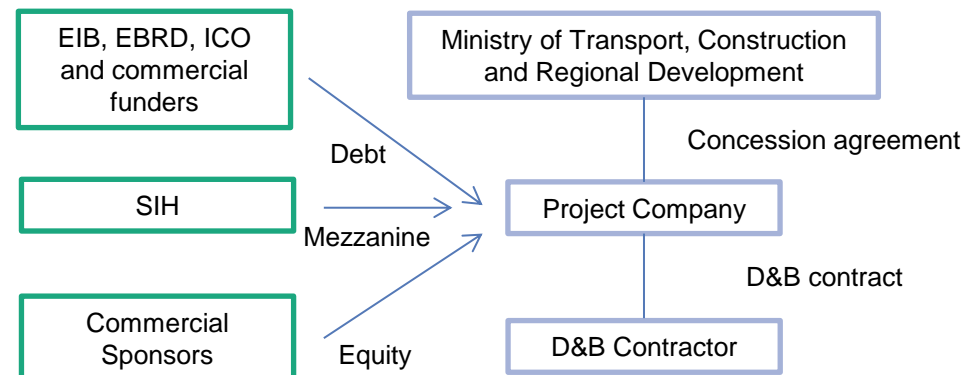 EIB, EBRD, ICO
and commercial
funders
Ministry of Transport, Construction
and Regional Development
Debt
Concession agreement
SIH
Mezzanine
Project Company
D&B contract
Commercial
Sponsors
Equity
D&B Contractor